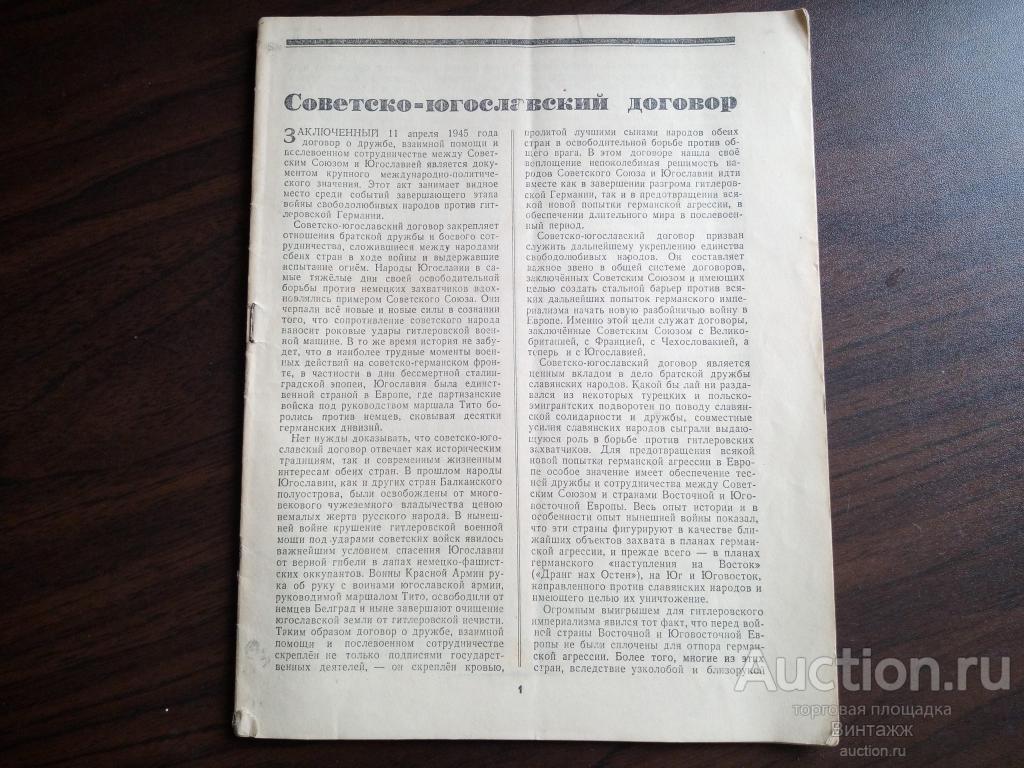 Советско-югославский договор
ЗАКЛЮЧЕННЫЙ 11 апреля 1945 года
договор о дружбе, взаимной помощи и
послевоенном сотрудничестве между Совет-
ским Союзом и Югославией является доку-
ментом крупного международно-политиче-
ского значения. Этот акт занимает видное
место среди событий завершающего этапа
войны свободолюбивых народов против гит-
леровской Германии.
Советско-югославский договор закрепляет
отношения братской дружбы и боевого сот-
рудничества, сложившиеся между народами
обеих стран в ходе войны и выдержавшие
испытание огнём. Народы Югославии в са-
мые тяжёлые дни своей освободительной
борьбы против немецких захватчиков вдох-
новлялись примером Советского Союза. Они
черпали всё новые и новые силы в сознании
того, что сопротивление советского народа
наносит роковые удары гитлеровской воен-
ной машине. В то же время история не забу-
дет, что в наиболее трудные моменты воен-
ных действий на советско-германском фрон-
те, в частности в дни бессмертной сталин-
градской эпопеи, Югославия была единст-
венной страной в Европе, где партизанские
войска под руководством маршала Тито бо-
ролись против немцев, сковывая десятки
германских дивизий.
Нет нужды доказывать, что советско-юго-
славский договор отвечает как историческим
традициям, так и современным жизненным
интересам обеих стран. В прошлом народы
Югославии, как и других стран Балканского
полуострова, были освобождены от много-
векового чужеземного владычества ценою
немалых жертв русского народа. В нынеш-
ней войне крушение гитлеровской военной
мощи под ударами советских войск явилось
важнейшим условием спасения Югославии
от верной гибели в лапах немецко-фашист-
ских оккупантов. Воины Красной Армии ру-
ка об руку с воинами югославской армии,
руководимой маршалом Тито, освободили от
немцев Белград и ныне завершают очищение
югославской земли от гитлеровской нечисти.
Таким образом договор о дружбе, взаимной
помощи и послевоенном сотрудничестве
скреплён не только подписями государст-
венных деятелей, — он скреплён кровью,
пролитой лучшими сынами народов обеих
стран в освободительной борьбе против об-
щего врага. В этом договоре нашла своё
воплощение непоколебимая решимость на-
родов Советского Союза и Югославии идти
вместе как в завершении разгрома гитлеров-
ской Германии, так и в предотвращении вся-
кой новой попытки германской агрессии, в
обеспечении длительного мира в послевоен-
ный период.
Советско-югославский договор призван
служить дальнейшему укреплению единства
свободолюбивых народов. Он составляет
важное звено в общей системе договоров,
заключённых Советским Союзом и имеющих
целью создать стальной барьер против вся-
ких дальнейших попыток германского импе-
риализма начать новую разбойничью войну в
Европе. Именно этой цели служат договоры,
заключённые Советским Союзом с Велико-
британией, с Францией, с Чехословакией, а
теперь и с Югославией.
Советско-югославский договор является
ценным вкладом в дело братской дружбы
славянских народов. Какой бы лай ни разда-
вался из некоторых турецких и польско-
эмигрантских подворотен по поводу славян-
ской солидарности и дружбы, совместные
усилия славянских народов сыграли выдаю-
щуюся роль в борьбе против гитлеровских
захватчиков. Для предотвращения всякой
новой попытки германской агрессии в Евро-
пе особое значение имеет обеспечение тес-
ней дружбы и сотрудничества между Совет-
ским Союзом и странами Восточной и Юго-
восточной Европы. Весь опыт истории и в
особенности опыт нынешней войны показал,
что эти страны фигурируют в качестве бли-
жайших объектов захвата в планах герман-
ской агрессии, и прежде всего — в планах
германского «наступления на Восток»
(«Дранг нах Остен»), на Юг и Юговосток,
направленного против славянских народов и
имеющего целью их уничтожение.
Огромным выигрышем для гитлеровского
империализма явился тот факт, что перед вой-
ной страны Восточной и Юговосточной Ев-
ропы не были сплочены для отпора герман-
ской агрессии. Более того, многие из этих
стран, вследствие узколобой и близорукой
1
Auction.ru
торговая площадка
Винтажж
auction.ru